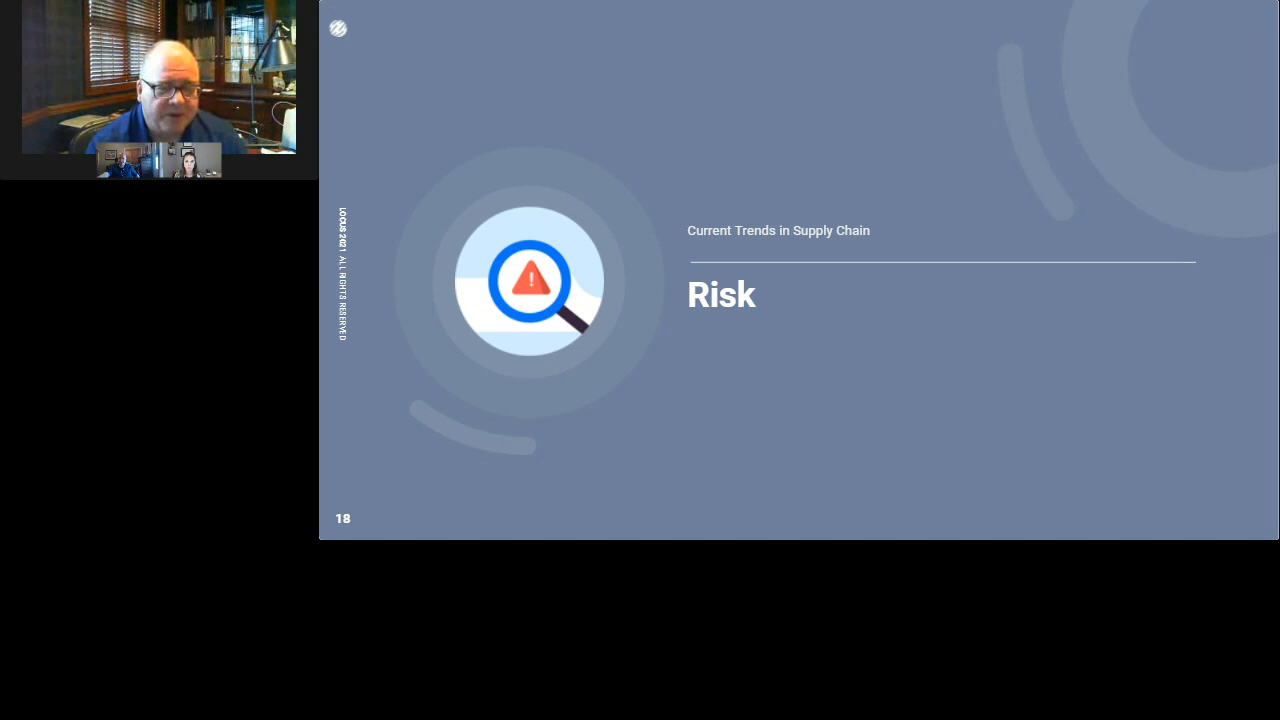 LOCUS 2021 ALL RIGHTS RESERVED
Current Trends in Supply Chain
Risk
18